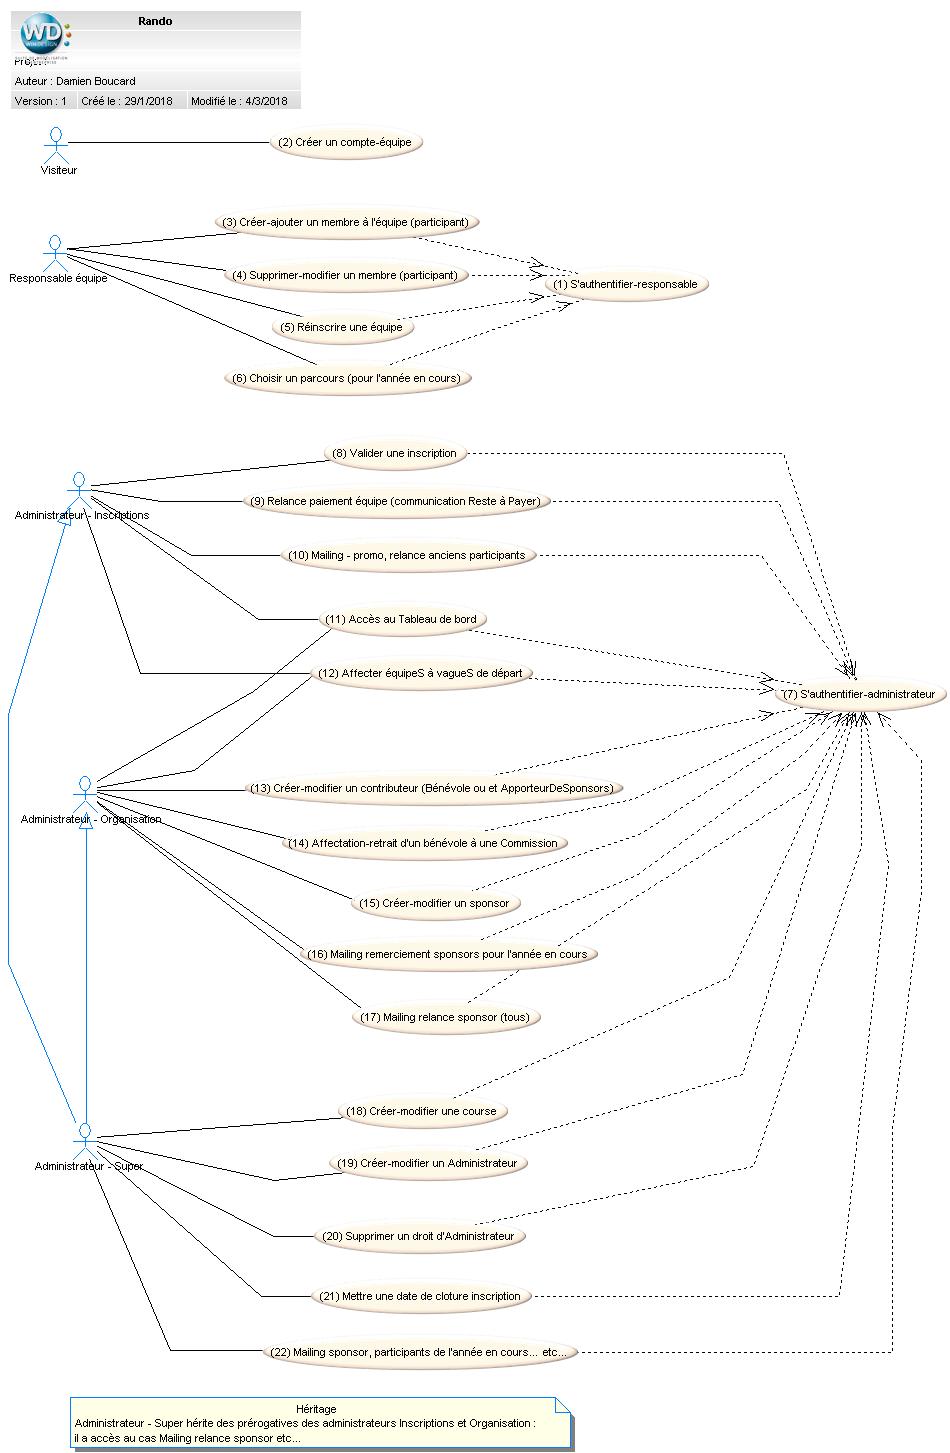 Rando
WD
WINDESIGN
Projet :
Auteur : Damien Boucard
Version : 1 Créé le : 29/1/2018 Modifié le : 4/3/2018
(2) Créer un compte-équipe
Visiteur
(3) Créer-ajouter un membre à l'équipe (participant)
Responsable équipe
(4) Supprimer-modifier un membre (participant)
(1) S'authentifier-responsable
(5) Réinscrire une équipe
(6) Choisir un parcours (pour l'année en cours)
(8) Valider une inscription
(9) Relance paiement équipe (communication Reste à Payer)
Administrateur - Inscriptions
(10) Mailing - promo, relance anciens participants
(11) Accès au Tableau de bord
(12) Affecter équipeS à vagueS de départ
(7) S'authentifier-administrateur
(13) Créer-modifier un contributeur (Bénévole ou et ApporteurDeSponsors)
Administrateur - Organisation
(14) Affectation-retrait d'un bénévole à une Commission
(15) Créer-modifier un sponsor
(16) Mailing remerciement sponsors pour l'année en cours
(17) Mailing relance sponsor (tous)
(18) Créer-modifier une course
Administrateur - Super
(19) Créer-modifier un Administrateur
(20) Supprimer un droit d'Administrateur
(21) Mettre une date de cloture inscription
(22) Mailing sponsor, participants de l'année en cours... etc...
Héritage
Administrateur - Super hérite des prérogatives des administrateurs Inscriptions et Organisation :
il a accès au cas Mailing relance sponsor etc...